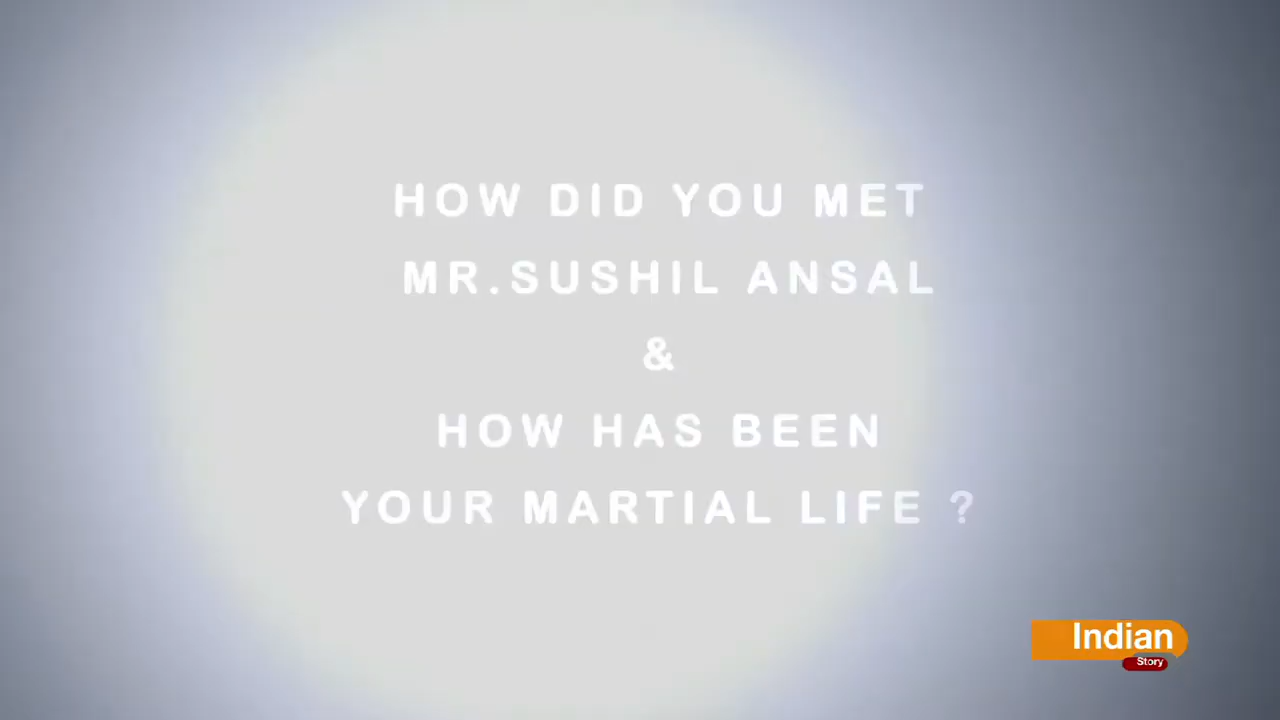 HOW DID YOU MET
MR.SUSHIL ANSAL
&
HOW HAS BEEN
YOUR MARTIAL LIFE ?
Indian
Story